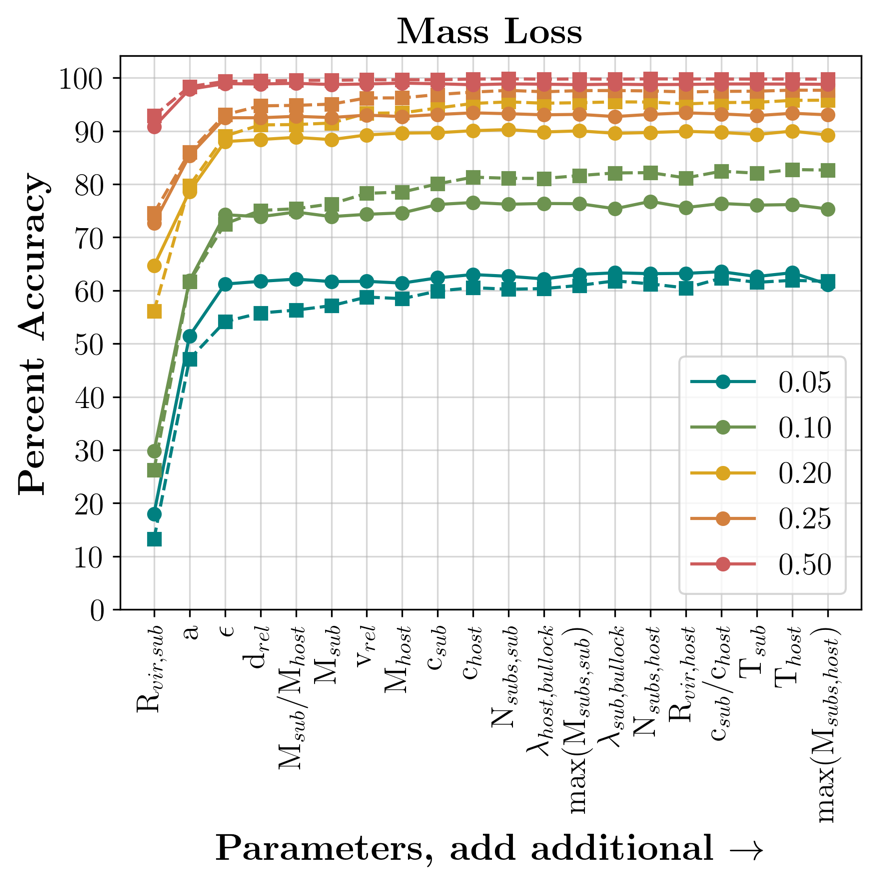 Mass Loss
Percent Accuracy
100
90
80
70
60
50
40
30
20
10
0
0.05
0.10
0.20
0.25
0.50
R_{vir,sub}
a
ϵ
d_{rel}
M_{sub}/M_{host}
M_{sub}
v_{rel}
M_{host}
c_{sub}
c_{host}
N_{subs,sub}
λ_{host,bullock}
max(M_{subs,sub})
λ_{sub,bullock}
N_{subs,host}
R_{vir,host}
c_{sub}/c_{host}
T_{sub}
T_{host}
max(M_{subs,host})
Parameters, add additional →